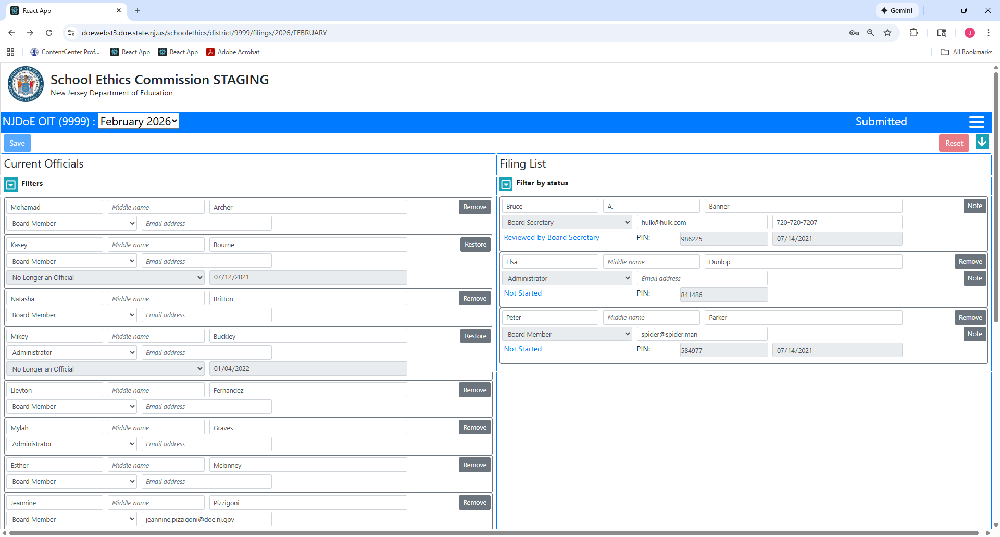 React App
Gemini
doewebst3.doe.state.nj.us/schoolethics/district/9999/filings/2026/FEBRUARY
J
ContentCenter Prof...
React App
React App
Adobe Acrobat
All Bookmarks
School Ethics Commission STAGING
New Jersey Department of Education
NJDoE OIT (9999) : February 2026
Submitted
Save
Reset
Current Officials
Filters
Mohamad Middle name Archer Remove
Board Member Email address
Kasey Middle name Bourne Restore
Board Member Email address
No Longer an Official 07/12/2021
Natasha Middle name Britton Remove
Board Member Email address
Mikey Middle name Buckley Restore
Administrator Email address
No Longer an Official 01/04/2022
Lleyton Middle name Fernandez Remove
Board Member Email address
Mylah Middle name Graves Remove
Administrator Email address
Esther Middle name Mckinney Remove
Board Member Email address
Jeannine Middle name Pizzigoni Remove
Board Member jeannine.pizzigoni@doe.nj.gov
Filing List
Filter by status
Bruce A. Banner Note
Board Secretary hulk@hulk.com 720-720-7207
Reviewed by Board Secretary PIN: 986225 07/14/2021
Elsa Middle name Dunlop Remove
Administrator Email address Note
Not Started PIN: 841486
Peter Middle name Parker Remove
Board Member spider@spider.man Note
Not Started PIN: 584977 07/14/2021